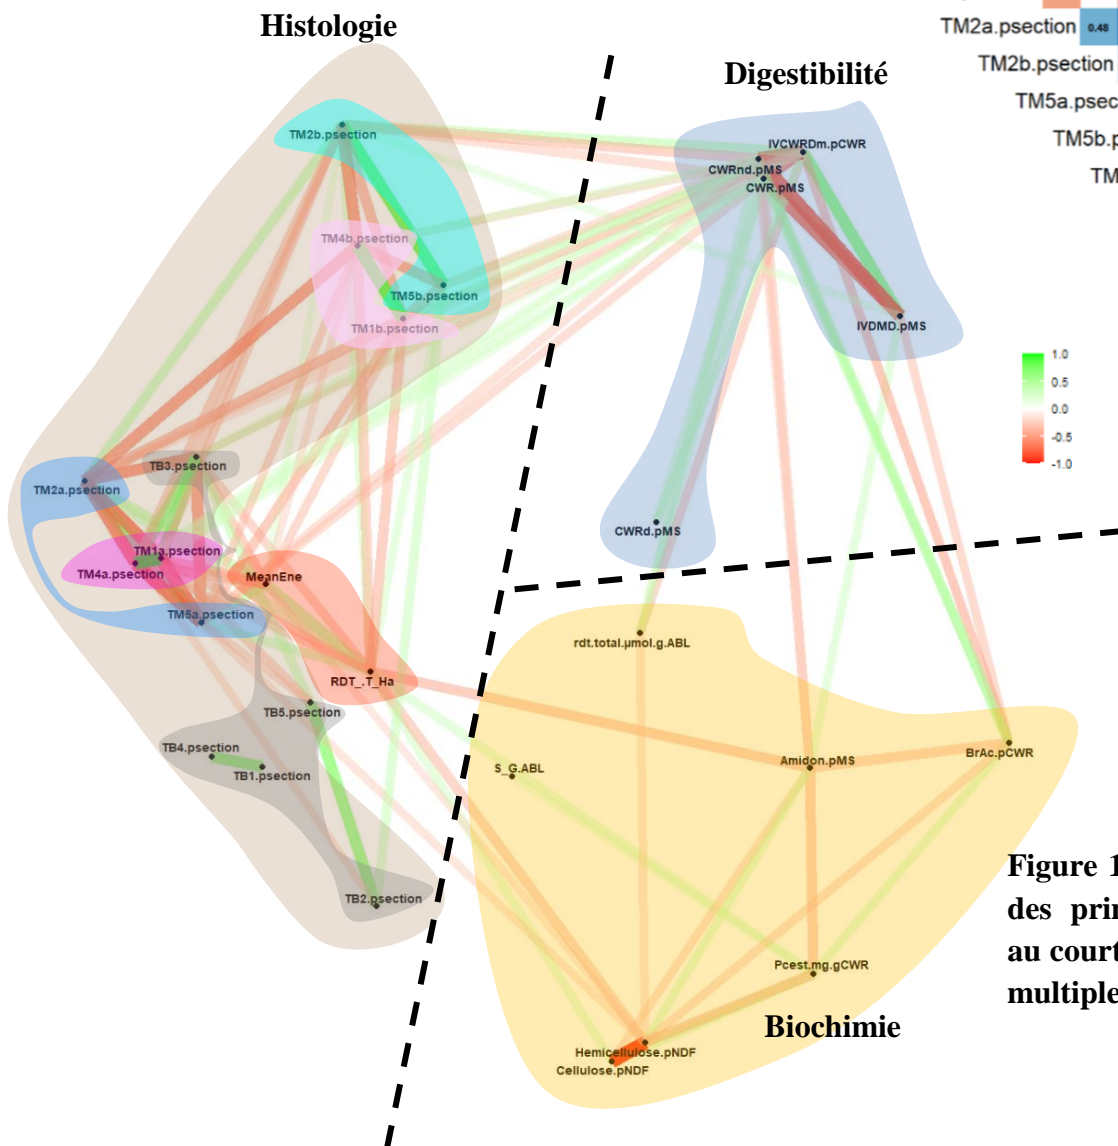 Histologie
TM2a.psection 0.48
TM2b.psection
Digestibilité
TM5a.psec
TM5b.p
TM2b.psection
IVCWRDm.pCWR
CWRnd.pMS
TM
CWR.pMS
TM4b.psection
TM5b.psection
TM1b.psection
IVDMD.pMS
1.0
0.5
0.0
-0.5
-1.0
TB3.psection
TM2a.psection
CWRd.pMS
TM1a.psection
TM4a.psection
MeanEne
TM5a.psection
rdt.total.µmol.g.ABL
RDT_.T_Ha
TB5.psection
TB4.psection
TB1.psection
S_G.ABL
Amidon.pMS
BrAc.pCWR
Figure 1
des prin
au court
multiple
TB2.psection
Pcest.mg.gCWR
Biochimie
Hemicellulose.pNDF
Cellulose.pNDF